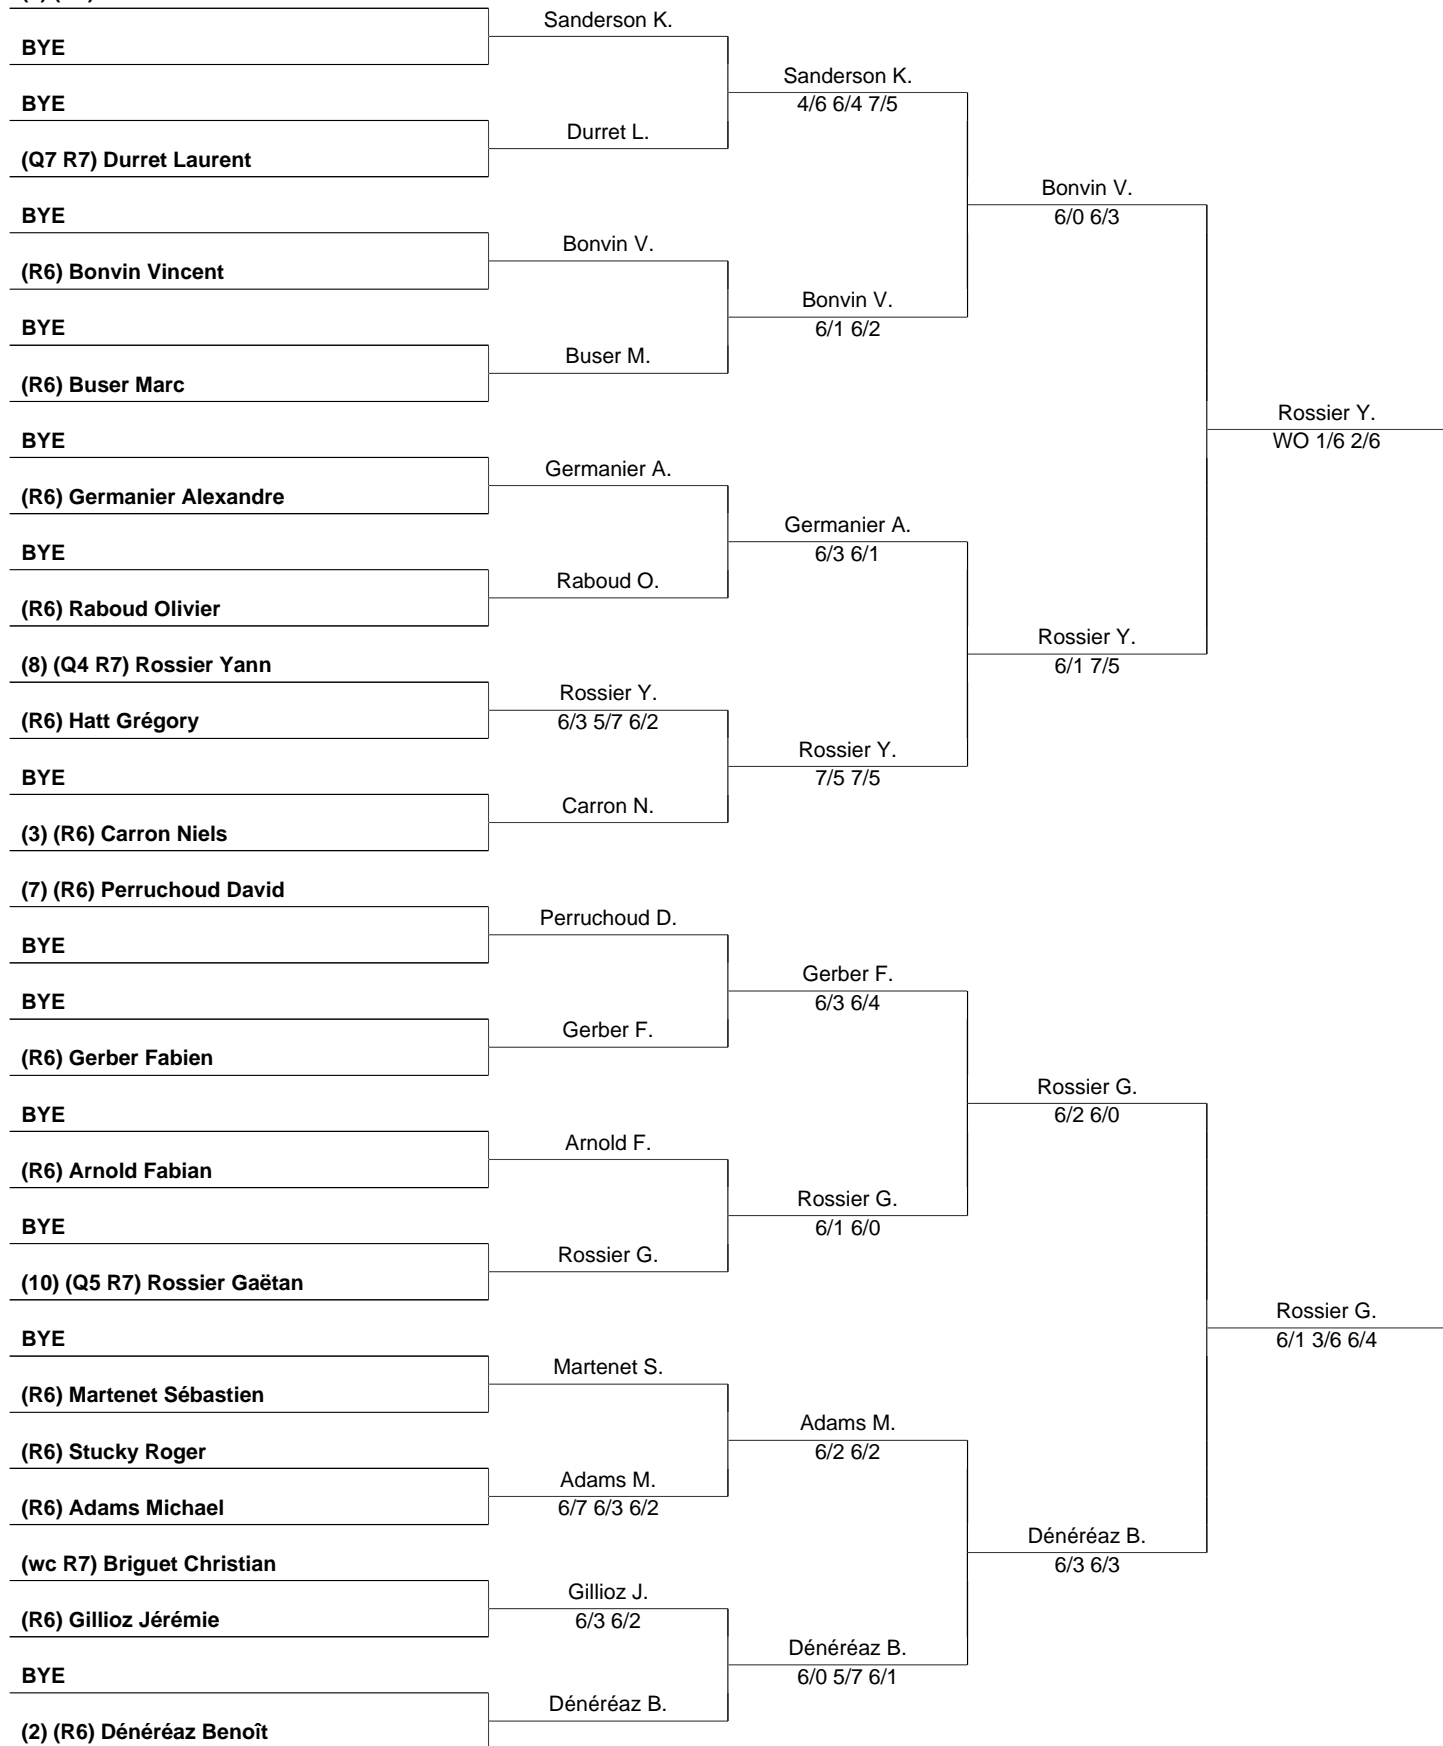 BYE
BYE
(Q7 R7) Durret Laurent
BYE
(R6) Bonvin Vincent
BYE
(R6) Buser Marc
BYE
(R6) Germanier Alexandre
BYE
(R6) Raboud Olivier
(8) (Q4 R7) Rossier Yann
(R6) Hatt Grégory
BYE
(3) (R6) Carron Niels
(7) (R6) Perruchoud David
BYE
BYE
(R6) Gerber Fabien
BYE
(R6) Arnold Fabian
BYE
(10) (Q5 R7) Rossier Gaëtan
BYE
(R6) Martenet Sébastien
(R6) Stucky Roger
(R6) Adams Michael
(wc R7) Briguet Christian
(R6) Gillioz Jérémie
BYE
(2) (R6) Dénéréaz Benoît
Sanderson K.
Durret L.
Bonvin V.
Buser M.
Germanier A.
Raboud O.
Rossier Y.
6/3 5/7 6/2
Carron N.
Perruchoud D.
Gerber F.
Arnold F.
Rossier G.
Martenet S.
Adams M.
6/7 6/3 6/2
Gillioz J.
6/3 6/2
Dénéréaz B.
Sanderson K.
4/6 6/4 7/5
Bonvin V.
6/1 6/2
Germanier A.
6/3 6/1
Rossier Y.
7/5 7/5
Gerber F.
6/3 6/4
Rossier G.
6/1 6/0
Adams M.
6/2 6/2
Dénéréaz B.
6/0 5/7 6/1
Bonvin V.
6/0 6/3
Rossier Y.
6/1 7/5
Rossier G.
6/2 6/0
Dénéréaz B.
6/3 6/3
Rossier Y.
WO 1/6 2/6
Rossier G.
6/1 3/6 6/4